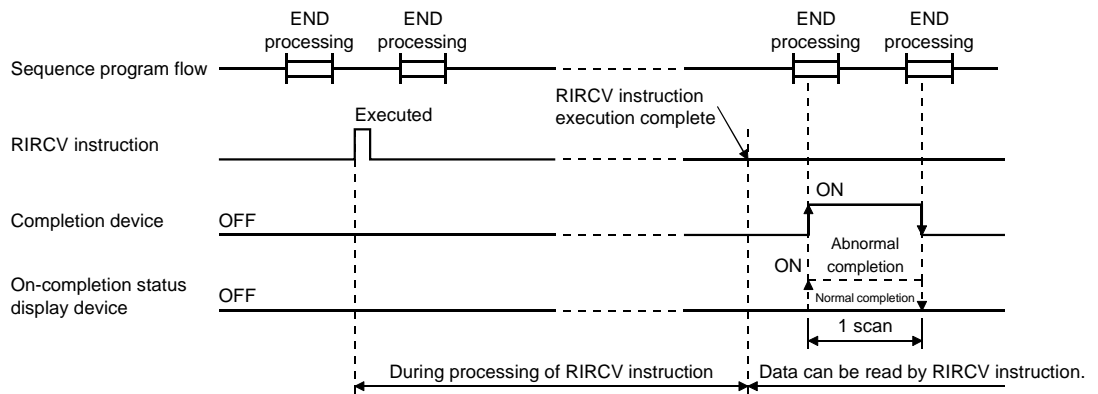 END
processing
END
processing
END
processing
END
processing
Sequence program flow
RIRCV instruction
execution complete
Executed
RIRCV instruction
ON
Completion device
OFF
Abnormal
completion
ON
On-completion status
display device
OFF
Normal completion
1 scan
During processing of RIRCV instruction
Data can be read by RIRCV instruction.